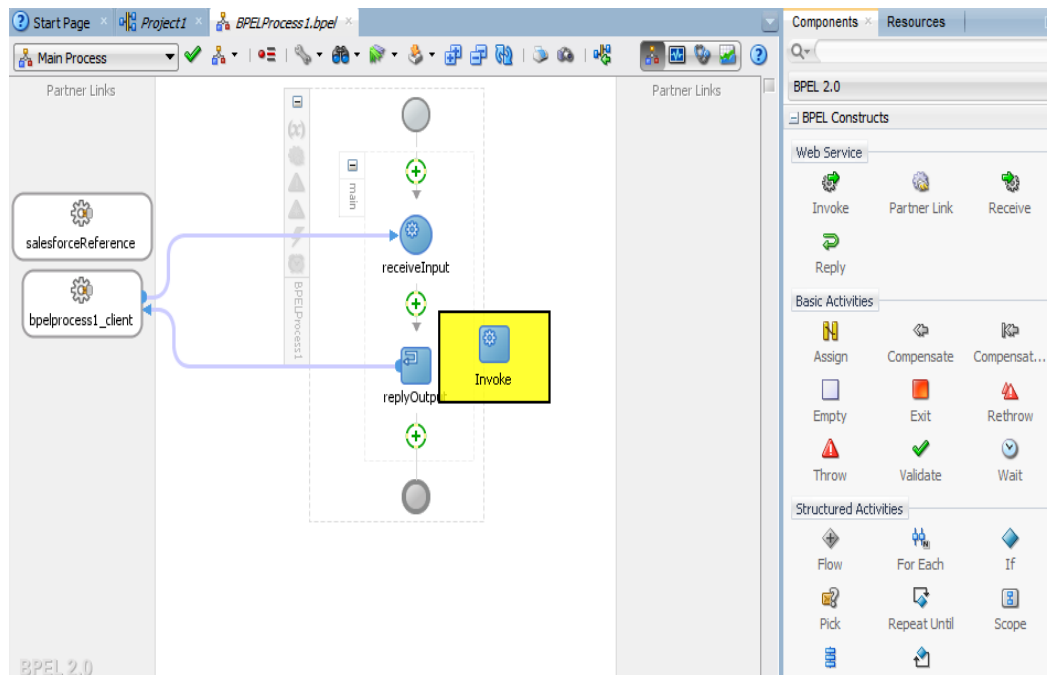 Start Page
Project1
BPELProcess1.bpel
Components
Resources
Main Process
BPEL 2.0
Partner Links
Partner Links
BPEL Constructs
(x)
main
Web Service
Invoke
Partner Link
Receive
salesforceReference
receiveInput
Reply
bpelprocess1_client
BPELProcess1
Basic Activities
Invoke
replyOutput
Assign
Compensate
Compensat...
Empty
Exit
Rethrow
Throw
Validate
Wait
Structured Activities
Flow
For Each
If
Pick
Repeat Until
Scope
BPEL 2.0